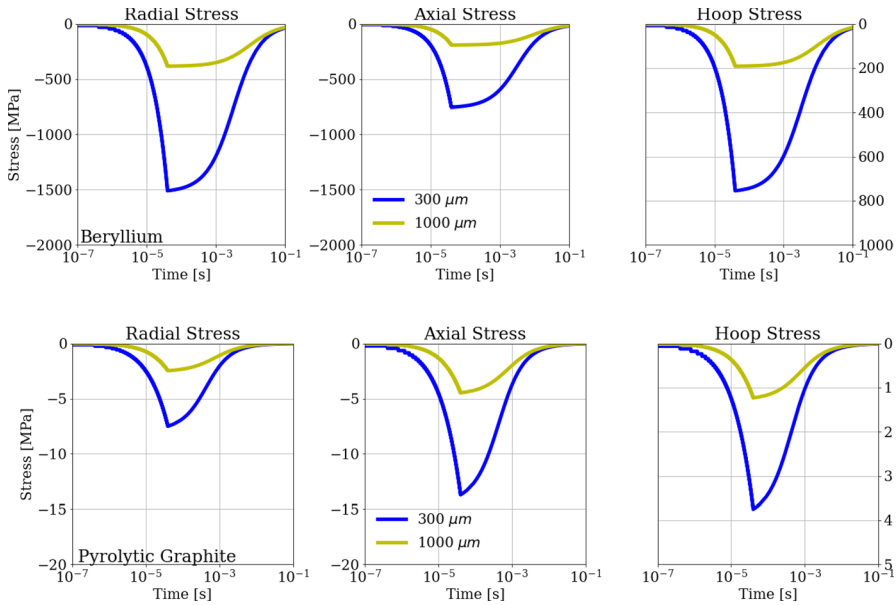 Radial Stress Axial Stress Hoop Stress
0 0 0
−500 −500 200
−1000 −1000 400
−1500 −1500 600
800
−2000 −2000 1000
Stress [MPa]
300 μm
1000 μm
Beryllium
10⁻⁷ 10⁻⁵ 10⁻³ 10⁻¹ 10⁻⁷ 10⁻⁵ 10⁻³ 10⁻¹ 10⁻⁷ 10⁻⁵ 10⁻³ 10⁻¹
Time [s] Time [s] Time [s]
Radial Stress Axial Stress Hoop Stress
0 0 0
1
−5 −5
2
−10 −10
3
−15 −15
4
−20 −20 5
Stress [MPa]
300 μm
1000 μm
Pyrolytic Graphite
10⁻⁷ 10⁻⁵ 10⁻³ 10⁻¹ 10⁻⁷ 10⁻⁵ 10⁻³ 10⁻¹ 10⁻⁷ 10⁻⁵ 10⁻³ 10⁻¹
Time [s] Time [s] Time [s]